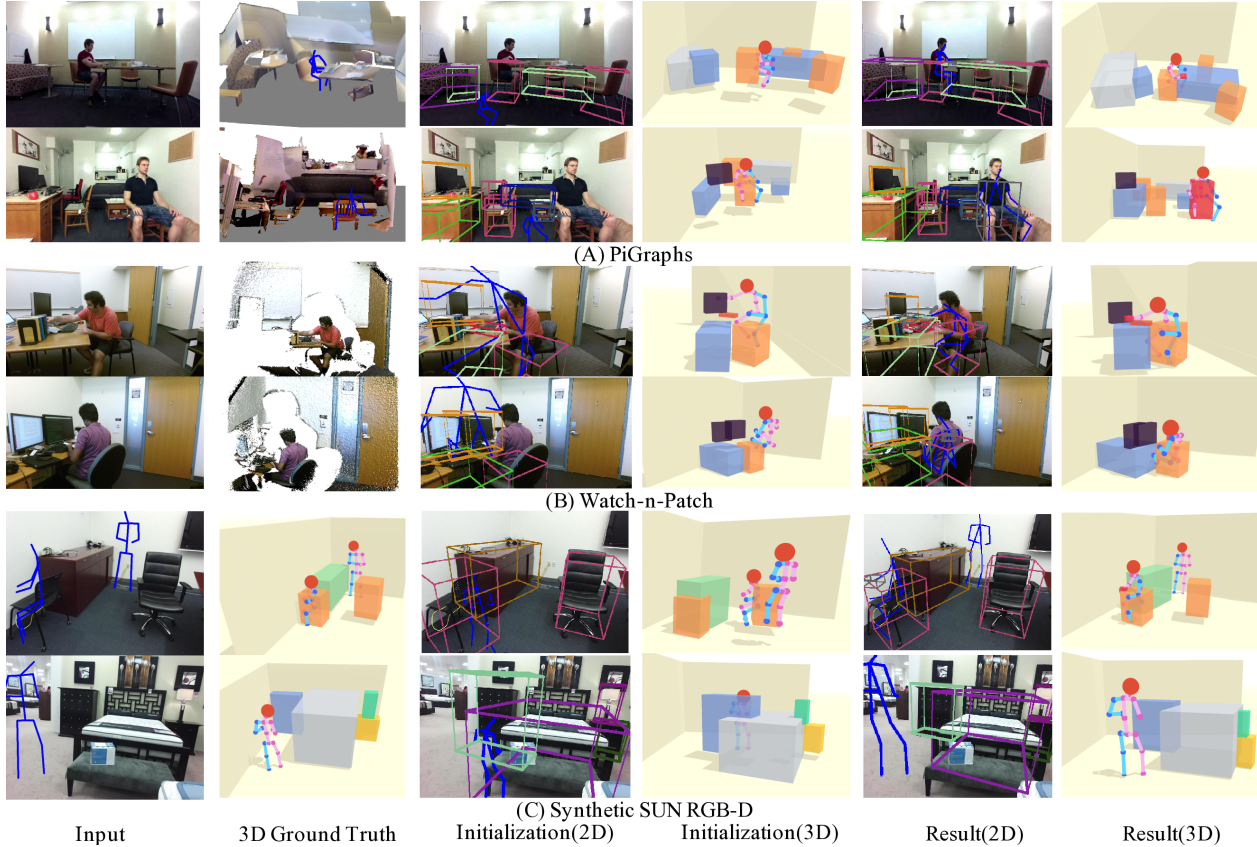 (A) PiGraphs
(B) Watch-n-Patch
(C) Synthetic SUN RGB-D
Input
3D Ground Truth
Initialization(2D)
Initialization(3D)
Result(2D)
Result(3D)